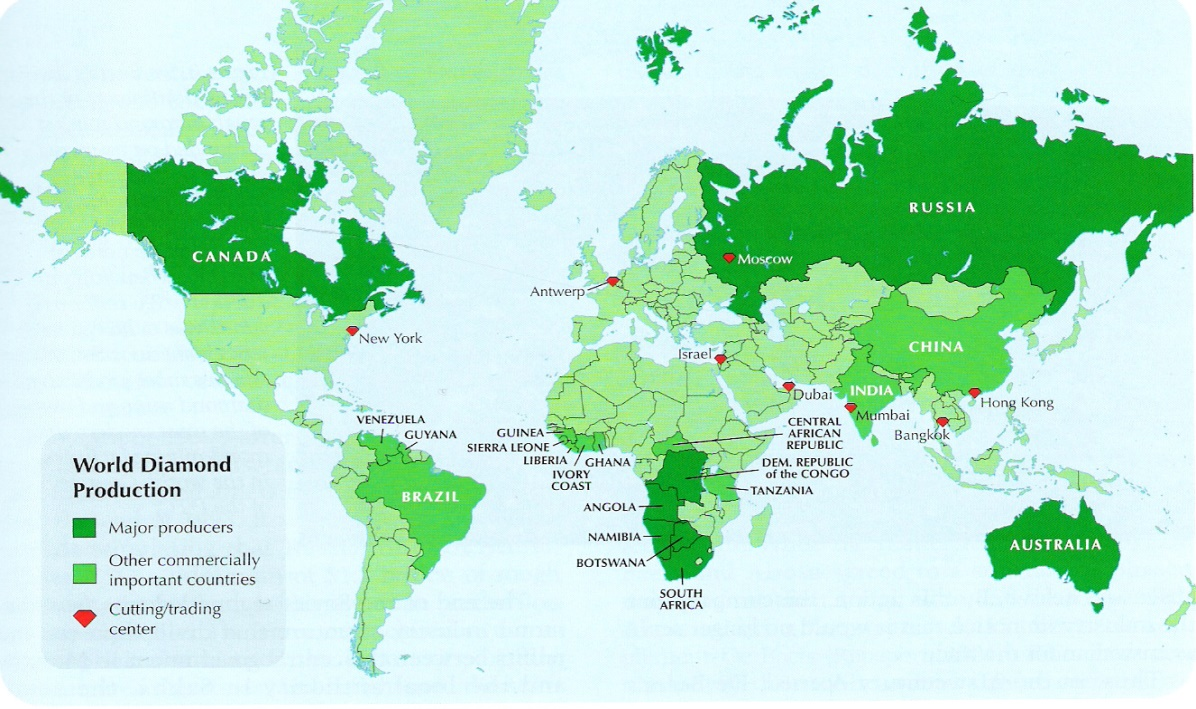 CANADA
RUSSIA
Moscow
Antwerp
New York
Israel
CHINA
INDIA
Dubai
Mumbai
Hong Kong
Bangkok
VENEZUELA
GUYANA
BRAZIL
GUINEA
SIERRA LEONE
LIBERIA
IVORY
COAST
GHANA
CENTRAL
AFRICAN
REPUBLIC
DEM. REPUBLIC
of the CONGO
TANZANIA
ANGOLA
NAMIBIA
BOTSWANA
SOUTH
AFRICA
AUSTRALIA
World Diamond
Production
Major producers
Other commercially
important countries
Cutting/trading
center